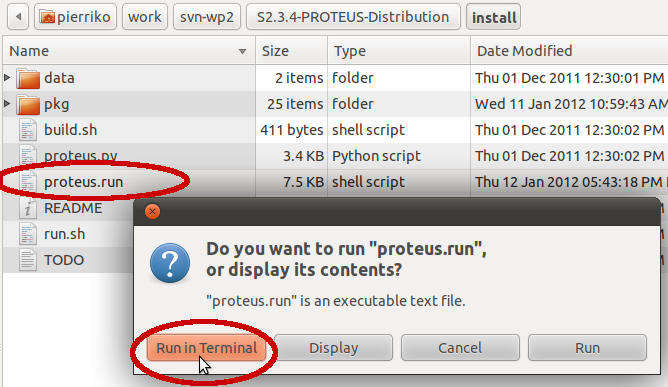 pierriko work svn-wp2 S2.3.4-PROTEUS-Distribution install
Name Size Type Date Modified
data 2 items folder Thu 01 Dec 2011 12:30:01 PM
pkg 25 items folder Wed 11 Jan 2012 10:59:43 AM
build.sh 411 bytes shell script Thu 01 Dec 2011 12:30:02 PM
proteus.py 3.4 KB Python script Thu 01 Dec 2011 12:30:02 PM
proteus.run 7.5 KB shell script Thu 12 Jan 2012 05:43:18 PM
README
run.sh
TODO
Do you want to run "proteus.run",
or display its contents?
"proteus.run" is an executable text file.
Run in Terminal Display Cancel Run